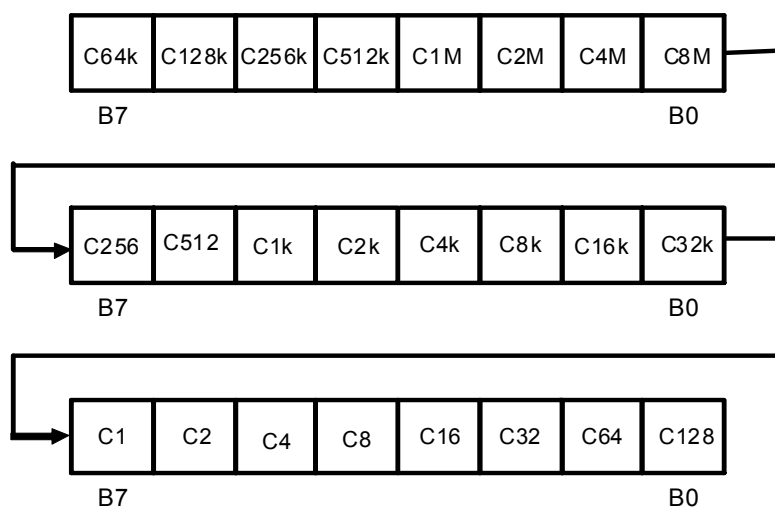 C64k C128k C256k C512k C1M C2M C4M C8M
B7 B0
C256 C512 C1k C2k C4k C8k C16k C32k
B7 B0
C1 C2 C4 C8 C16 C32 C64 C128
B7 B0